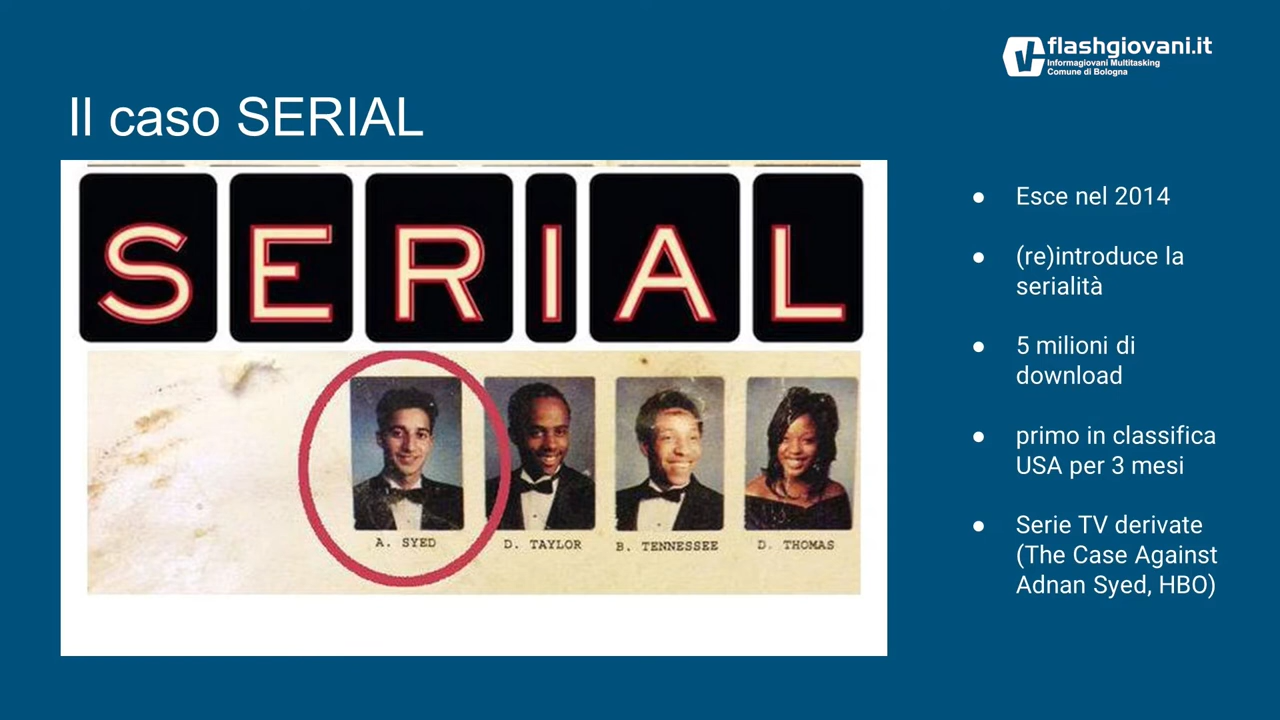 flashgiovani.it
Informagiovani Multitasking
Comune di Bologna
Il caso SERIAL
SERIAL
A. SYED
D. TAYLOR
B. TENNESSEE
D. THOMAS
● Esce nel 2014
● (re)introduce la
serialità
● 5 milioni di
download
● primo in classifica
USA per 3 mesi
● Serie TV derivate
(The Case Against
Adnan Syed, HBO)